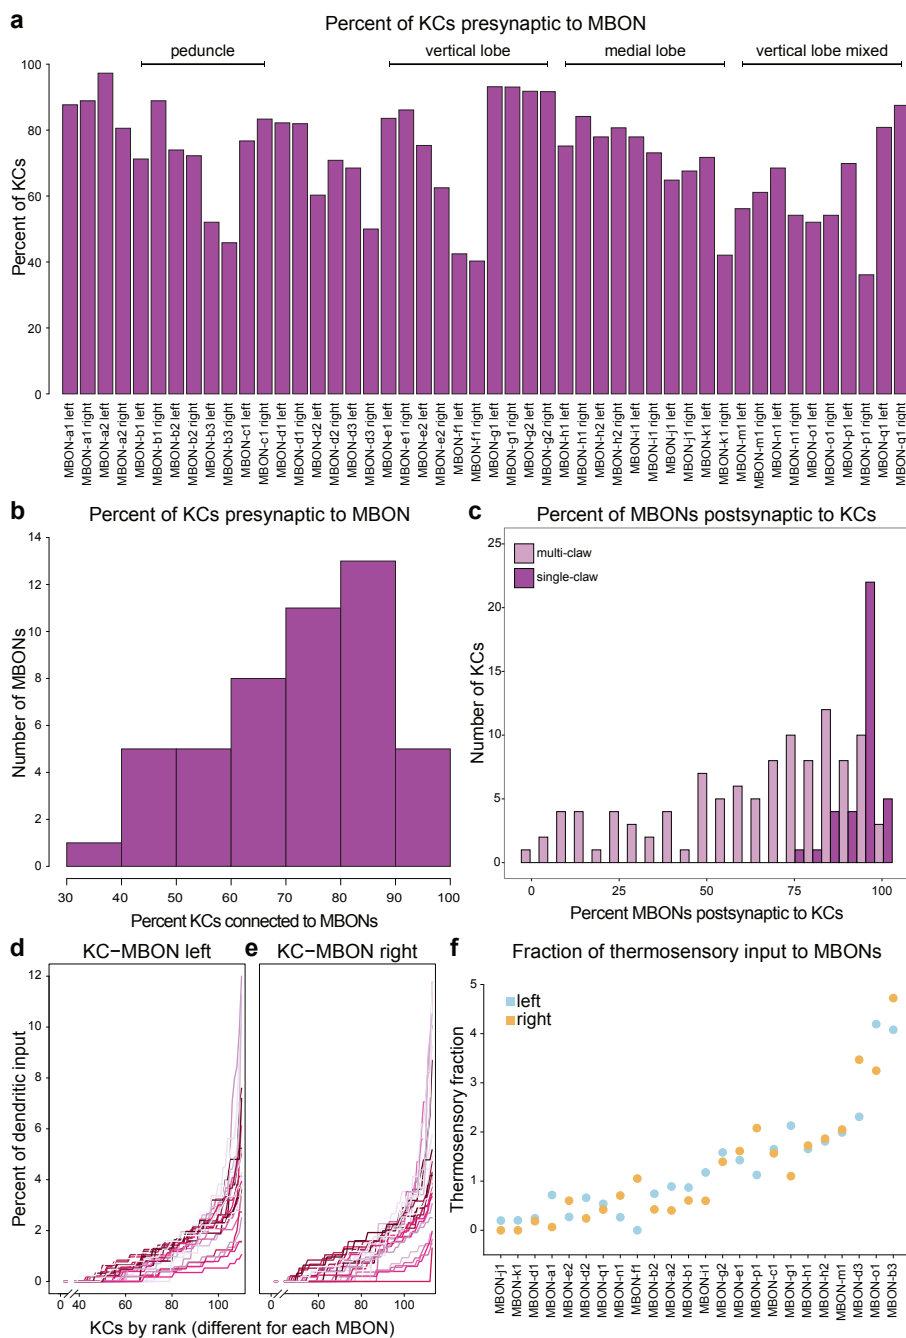 a
Percent of KCs presynaptic to MBON
peduncle
vertical lobe
medial lobe
vertical lobe mixed
Percent of KCs
100
80
60
40
20
0
MBON-a1 left
MBON-a1 right
MBON-a2 left
MBON-a2 right
MBON-b1 left
MBON-b1 right
MBON-b2 left
MBON-b2 right
MBON-b3 left
MBON-b3 right
MBON-c1 left
MBON-c1 right
MBON-d1 left
MBON-d1 right
MBON-d2 left
MBON-d2 right
MBON-d3 left
MBON-d3 right
MBON-e1 left
MBON-e1 right
MBON-e2 left
MBON-e2 right
MBON-f1 left
MBON-f1 right
MBON-g1 left
MBON-g1 right
MBON-g2 left
MBON-g2 right
MBON-h1 left
MBON-h1 right
MBON-h2 left
MBON-h2 right
MBON-i1 left
MBON-i1 right
MBON-j1 left
MBON-j1 right
MBON-k1 left
MBON-k1 right
MBON-m1 left
MBON-m1 right
MBON-n1 left
MBON-n1 right
MBON-o1 left
MBON-o1 right
MBON-p1 left
MBON-p1 right
MBON-q1 left
MBON-q1 right
b
Percent of KCs presynaptic to MBON
Number of MBONs
14
12
10
8
6
4
2
0
30 40 50 60 70 80 90 100
Percent KCs connected to MBONs
c
Percent of MBONs postsynaptic to KCs
multi-claw
single-claw
Number of KCs
25
20
15
10
5
0
0 25 50 75 100
Percent MBONs postsynaptic to KCs
d
KC−MBON left
Percent of dendritic input
12
10
8
6
4
2
0
0 40 60 80 100
e
KC−MBON right
0 40 60 80 100
KCs by rank (different for each MBON)
f
Fraction of thermosensory input to MBONs
left
right
Thermosensory fraction
5
4
3
2
1
0
MBON-j1
MBON-k1
MBON-d1
MBON-a1
MBON-e2
MBON-d2
MBON-q1
MBON-n1
MBON-f1
MBON-b2
MBON-a2
MBON-b1
MBON-i1
MBON-g2
MBON-e1
MBON-p1
MBON-c1
MBON-g1
MBON-h1
MBON-h2
MBON-m1
MBON-d3
MBON-o1
MBON-b3